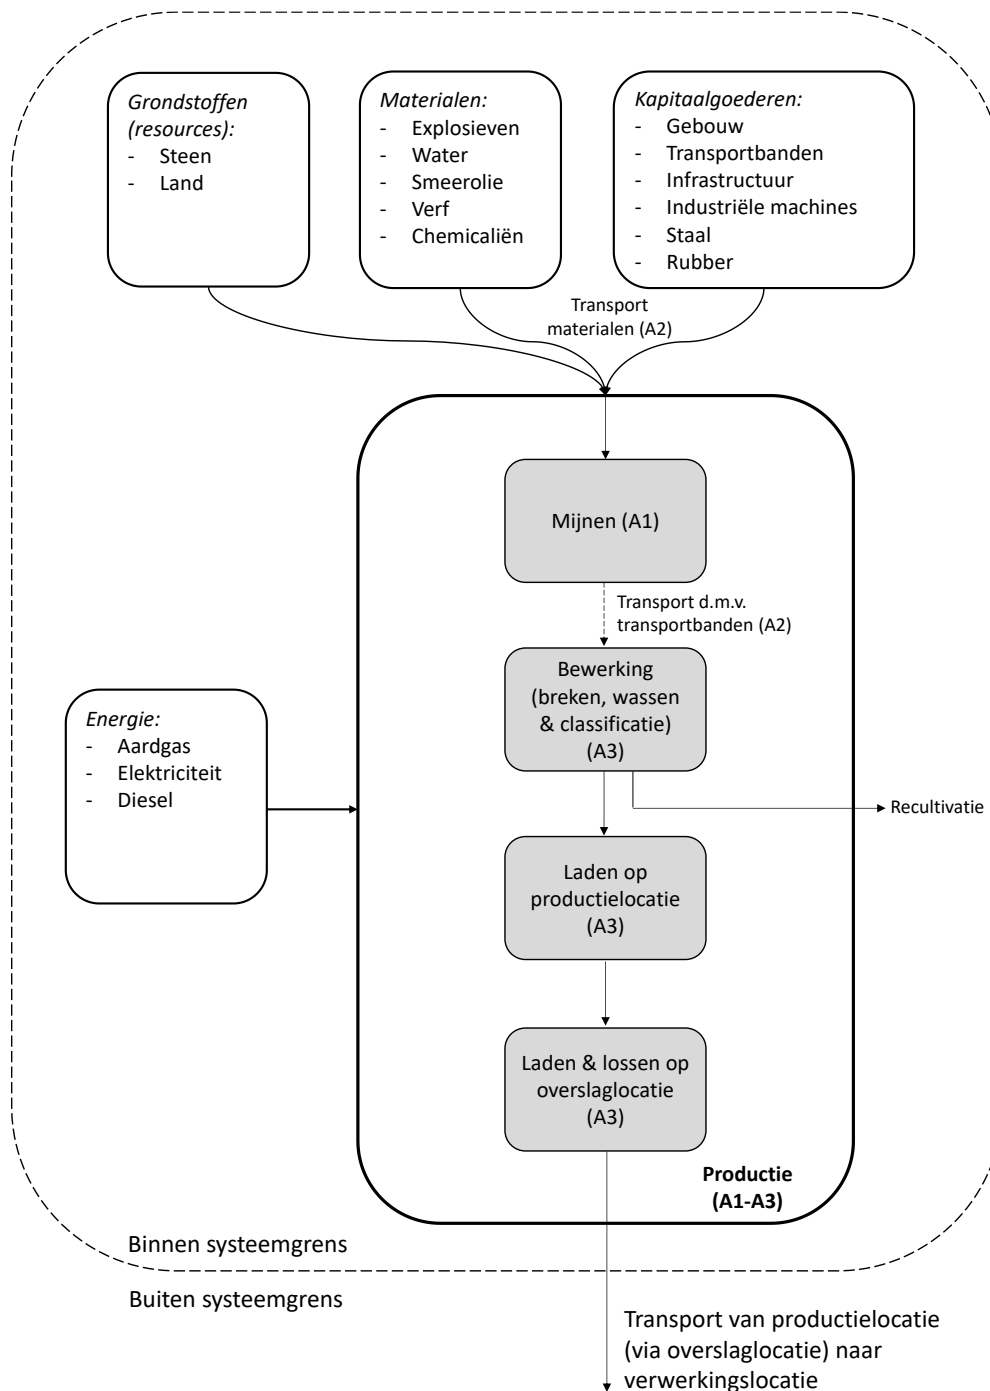 Grondstoffen
(resources):
- Steen
- Land
Materialen:
- Explosieven
- Water
- Smeerolie
- Verf
- Chemicaliën
Kapitaalgoederen:
- Gebouw
- Transportbanden
- Infrastructuur
- Industriële machines
- Staal
- Rubber
Transport
materialen (A2)
Mijnen (A1)
Transport d.m.v.
transportbanden (A2)
Bewerking
(breken, wassen
& classificatie)
(A3)
Energie:
- Aardgas
- Elektriciteit
- Diesel
Recultivatie
Laden op
productielocatie
(A3)
Laden & lossen op
overslaglocatie
(A3)
Productie
(A1-A3)
Binnen systeemgrens
Buiten systeemgrens
Transport van productielocatie
(via overslaglocatie) naar
verwerkingslocatie